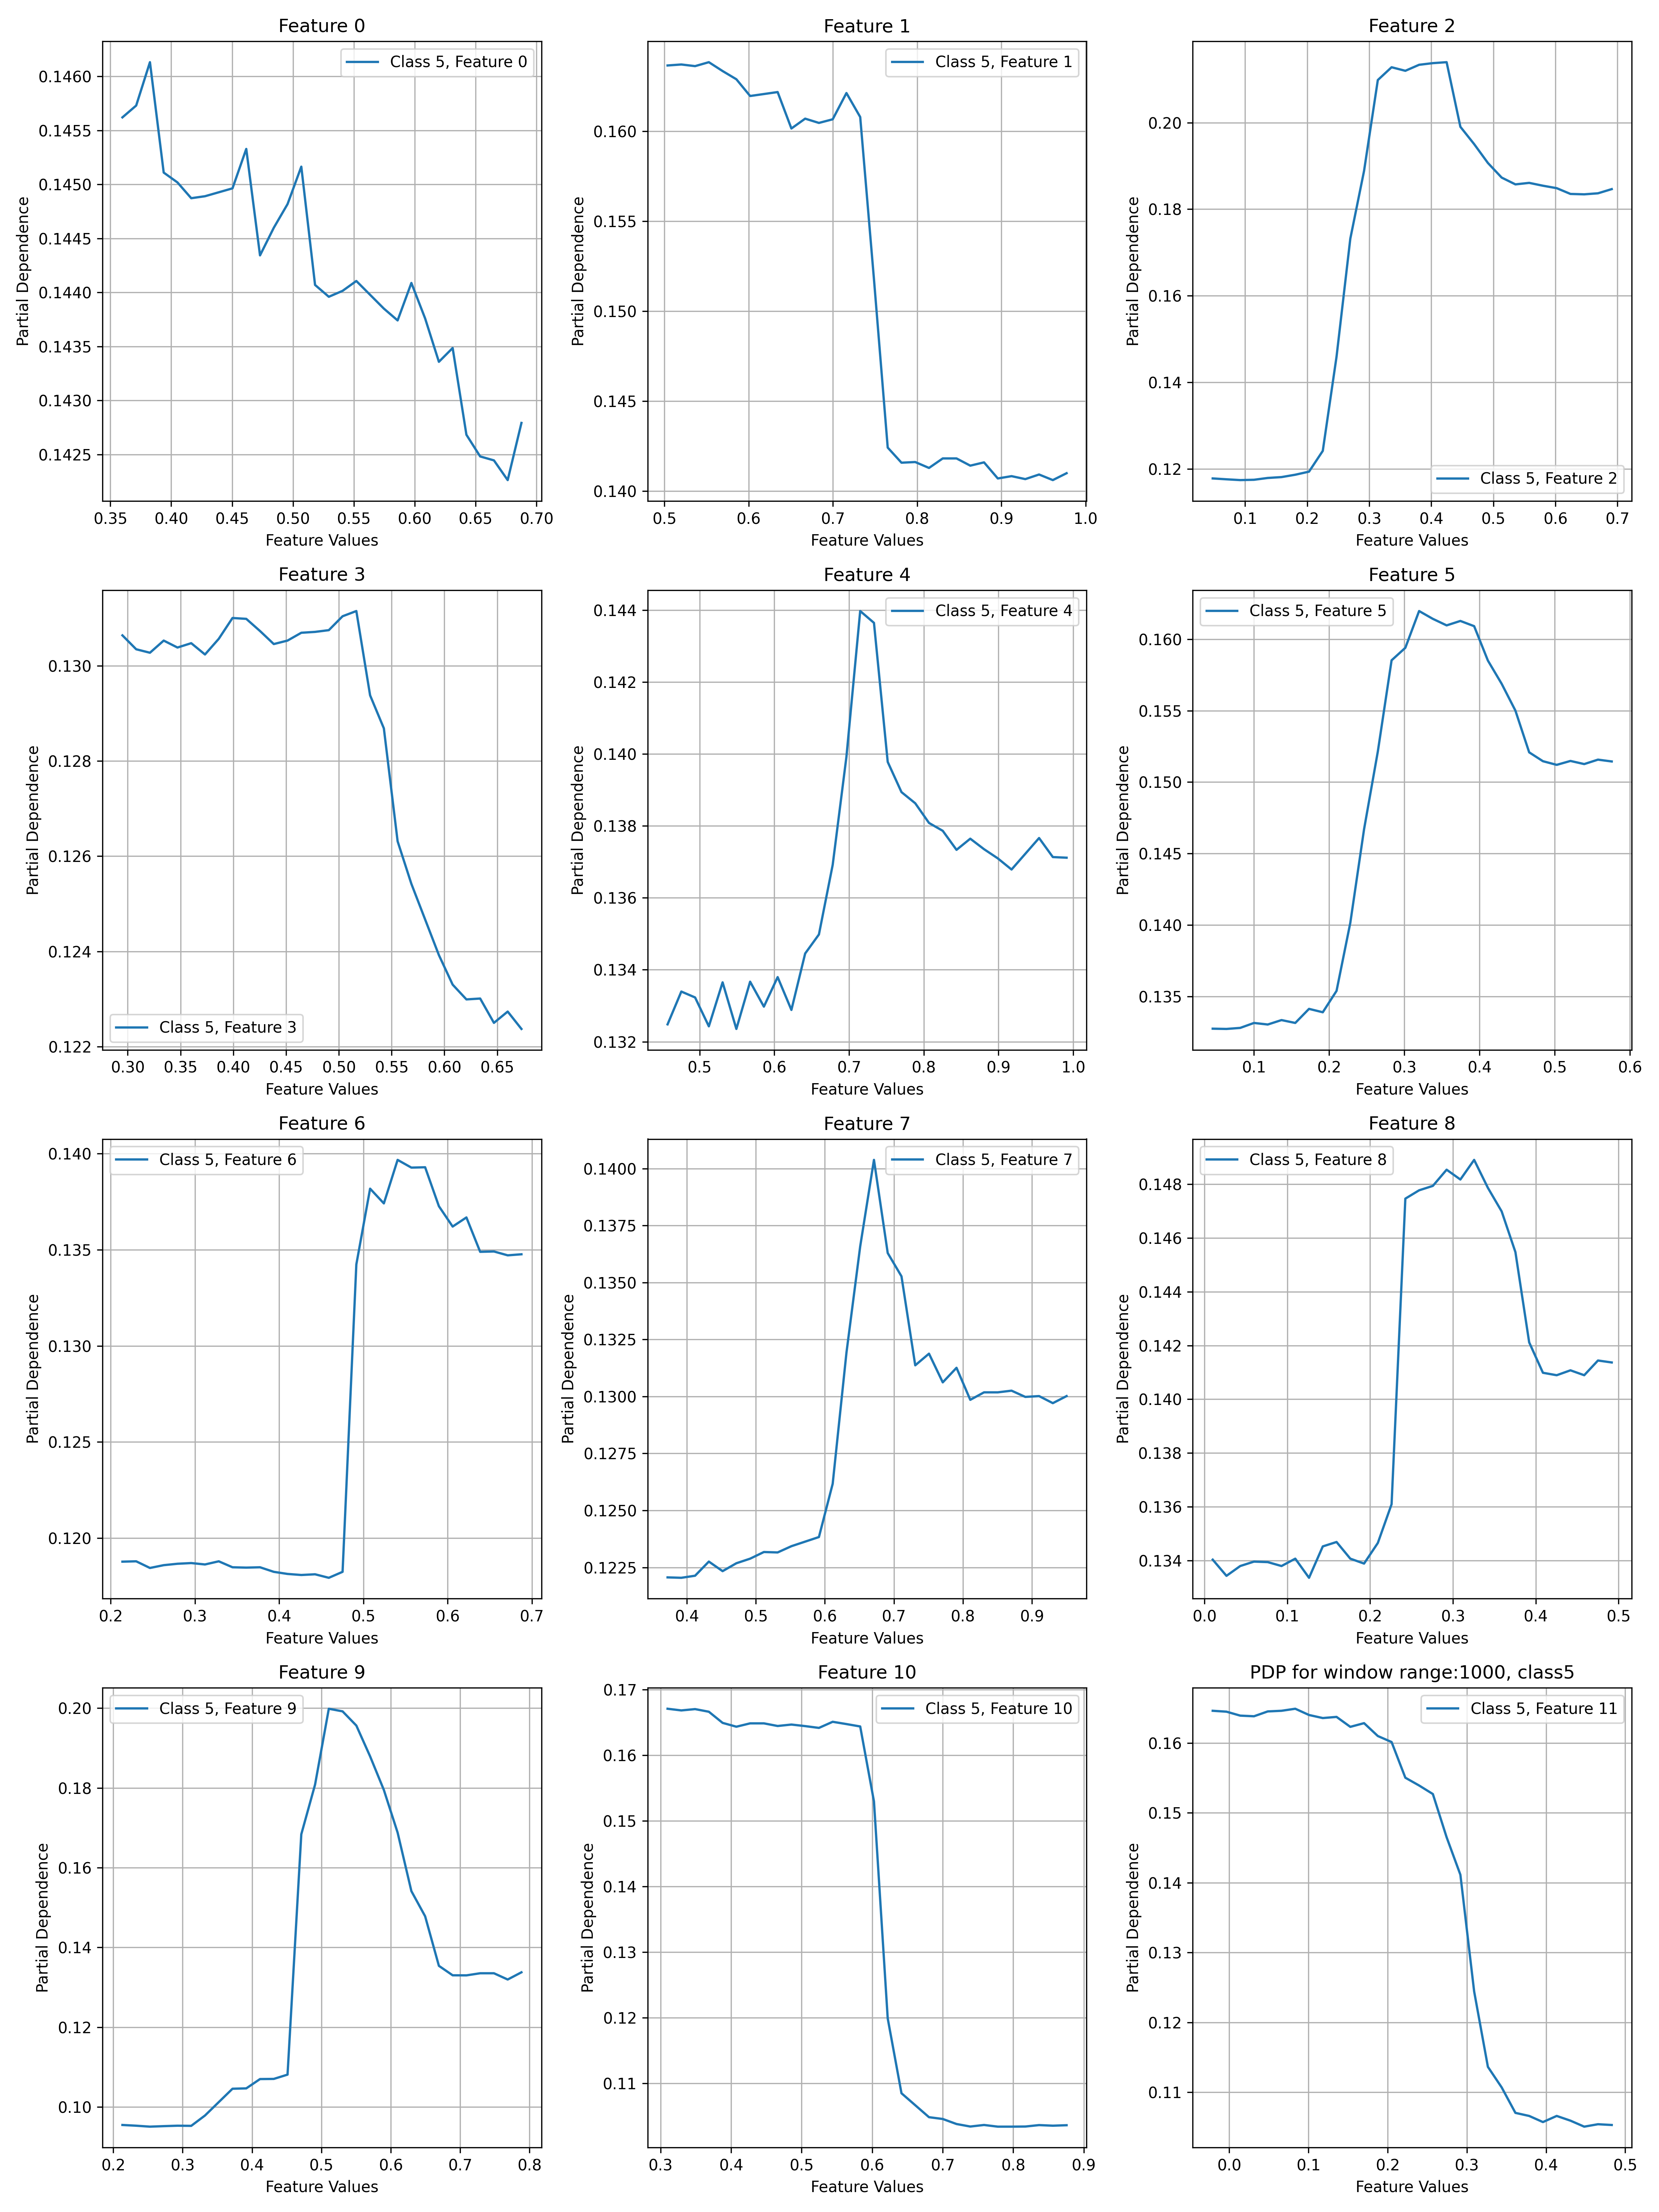 Feature 0
Class 5, Feature 0
Partial Dependence
0.1460
0.1455
0.1450
0.1445
0.1440
0.1435
0.1430
0.1425
0.35 0.40 0.45 0.50 0.55 0.60 0.65 0.70
Feature Values
Feature 1
Class 5, Feature 1
Partial Dependence
0.160
0.155
0.150
0.145
0.140
0.5 0.6 0.7 0.8 0.9 1.0
Feature Values
Feature 2
Class 5, Feature 2
Partial Dependence
0.20
0.18
0.16
0.14
0.12
0.1 0.2 0.3 0.4 0.5 0.6 0.7
Feature Values
Feature 3
Class 5, Feature 3
Partial Dependence
0.130
0.128
0.126
0.124
0.122
0.30 0.35 0.40 0.45 0.50 0.55 0.60 0.65
Feature Values
Feature 4
Class 5, Feature 4
Partial Dependence
0.144
0.142
0.140
0.138
0.136
0.134
0.132
0.5 0.6 0.7 0.8 0.9 1.0
Feature Values
Feature 5
Class 5, Feature 5
Partial Dependence
0.160
0.155
0.150
0.145
0.140
0.135
0.1 0.2 0.3 0.4 0.5 0.6
Feature Values
Feature 6
Class 5, Feature 6
Partial Dependence
0.140
0.135
0.130
0.125
0.120
0.2 0.3 0.4 0.5 0.6 0.7
Feature Values
Feature 7
Class 5, Feature 7
Partial Dependence
0.1400
0.1375
0.1350
0.1325
0.1300
0.1275
0.1250
0.1225
0.4 0.5 0.6 0.7 0.8 0.9
Feature Values
Feature 8
Class 5, Feature 8
Partial Dependence
0.148
0.146
0.144
0.142
0.140
0.138
0.136
0.134
0.0 0.1 0.2 0.3 0.4 0.5
Feature Values
Feature 9
Class 5, Feature 9
Partial Dependence
0.20
0.18
0.16
0.14
0.12
0.10
0.2 0.3 0.4 0.5 0.6 0.7 0.8
Feature Values
Feature 10
Class 5, Feature 10
Partial Dependence
0.17
0.16
0.15
0.14
0.13
0.12
0.11
0.3 0.4 0.5 0.6 0.7 0.8 0.9
Feature Values
PDP for window range:1000, class5
Class 5, Feature 11
Partial Dependence
0.16
0.15
0.14
0.13
0.12
0.11
0.0 0.1 0.2 0.3 0.4 0.5
Feature Values